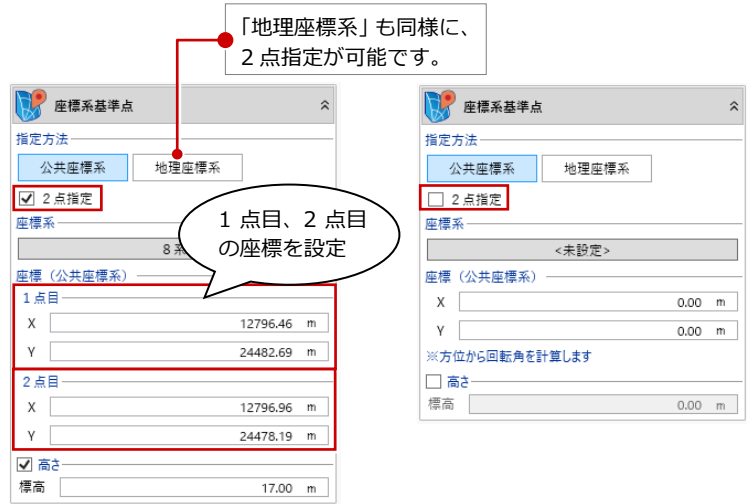 「地理座標系」も同様に、
２点指定が可能です。
座標系基準点
指定方法
公共座標系 地理座標系
2 点指定
座標系
8 系
1 点目、2 点目
の座標を設定
座標（公共座標系）
1 点目
X 12796.46 m
Y 24482.69 m
2 点目
X 12796.96 m
Y 24478.19 m
高さ
標高 17.00 m
座標系基準点
指定方法
公共座標系 地理座標系
2 点指定
座標系
<未設定>
座標（公共座標系）
X 0.00 m
Y 0.00 m
※方位から回転角を計算します
高さ
標高 0.00 m